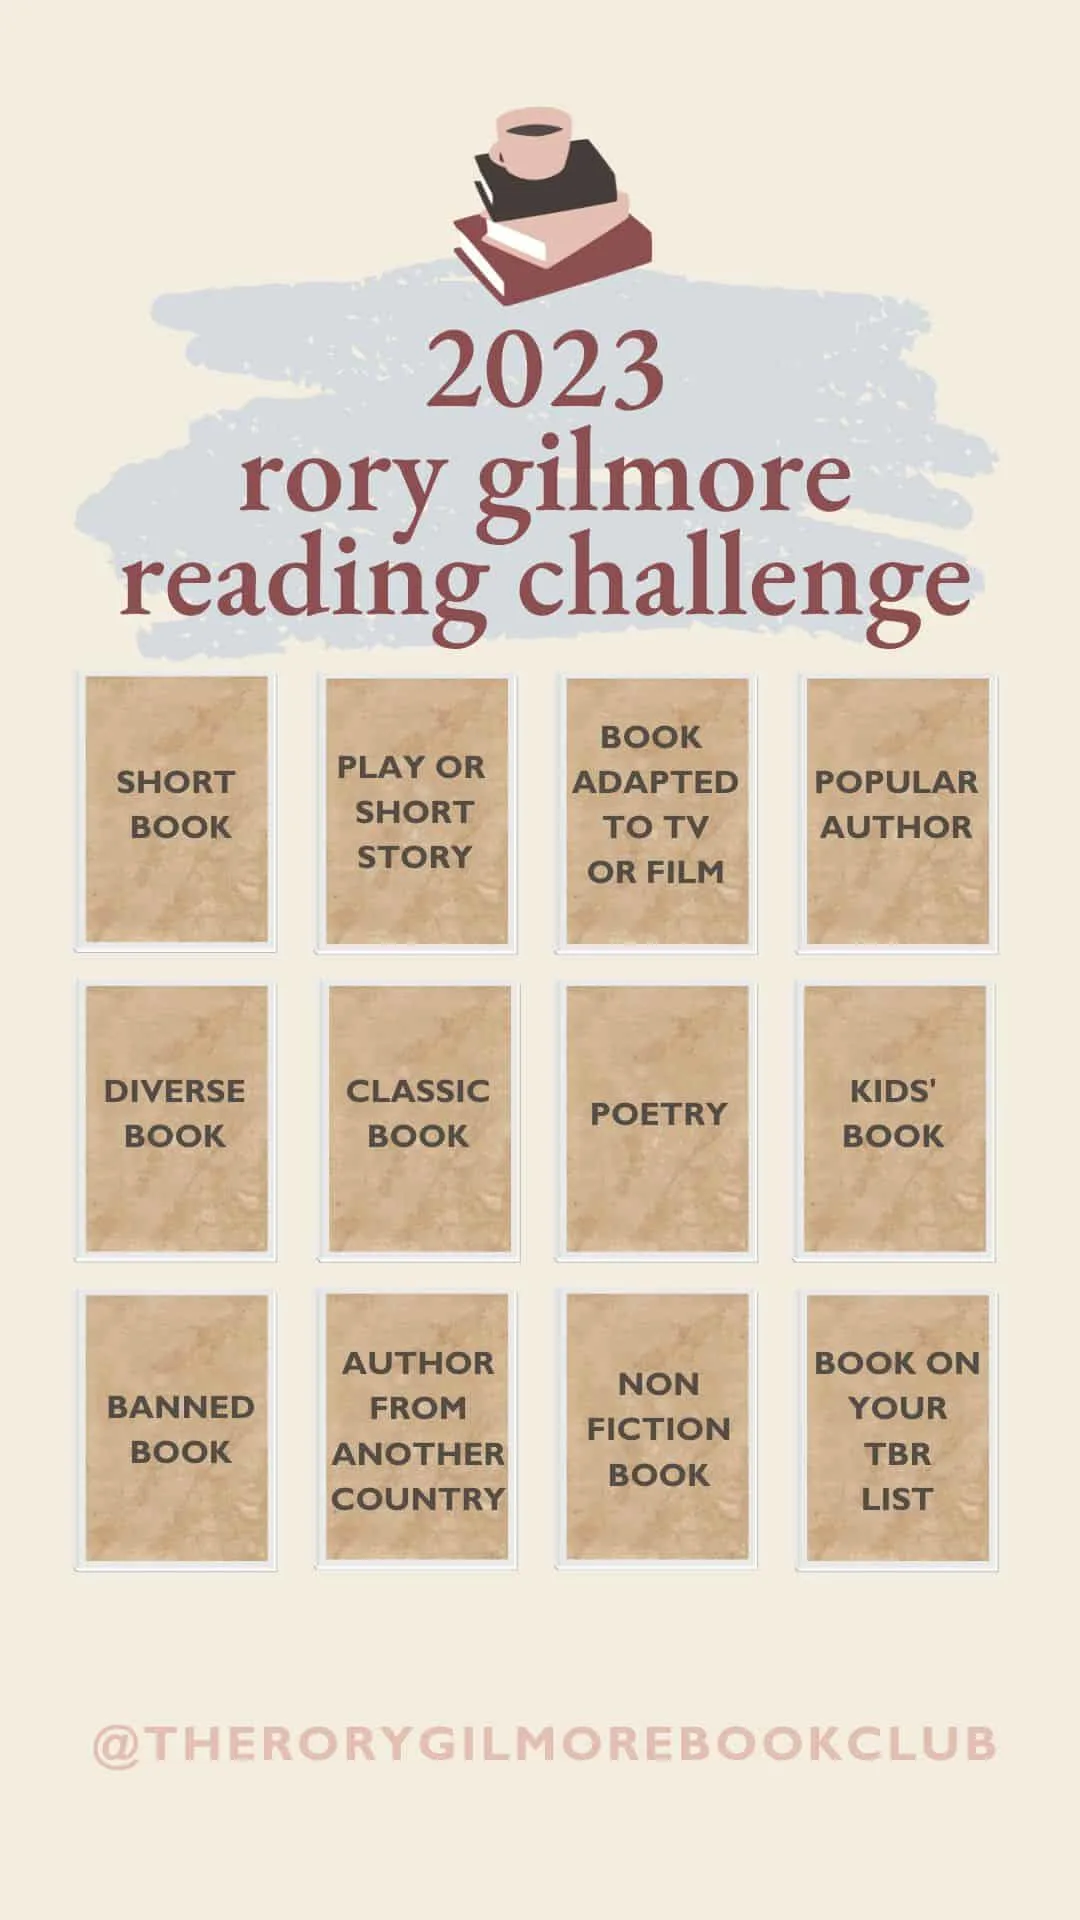 2023
rory gilmore
reading challenge
SHORT
BOOK
PLAY OR
SHORT
STORY
BOOK
ADAPTED
TO TV
OR FILM
POPULAR
AUTHOR
DIVERSE
BOOK
CLASSIC
BOOK
POETRY
KIDS'
BOOK
BANNED
BOOK
AUTHOR
FROM
ANOTHER
COUNTRY
NON
FICTION
BOOK
BOOK ON
YOUR
TBR
LIST
@THERORYGILMOREBOOKCLUB